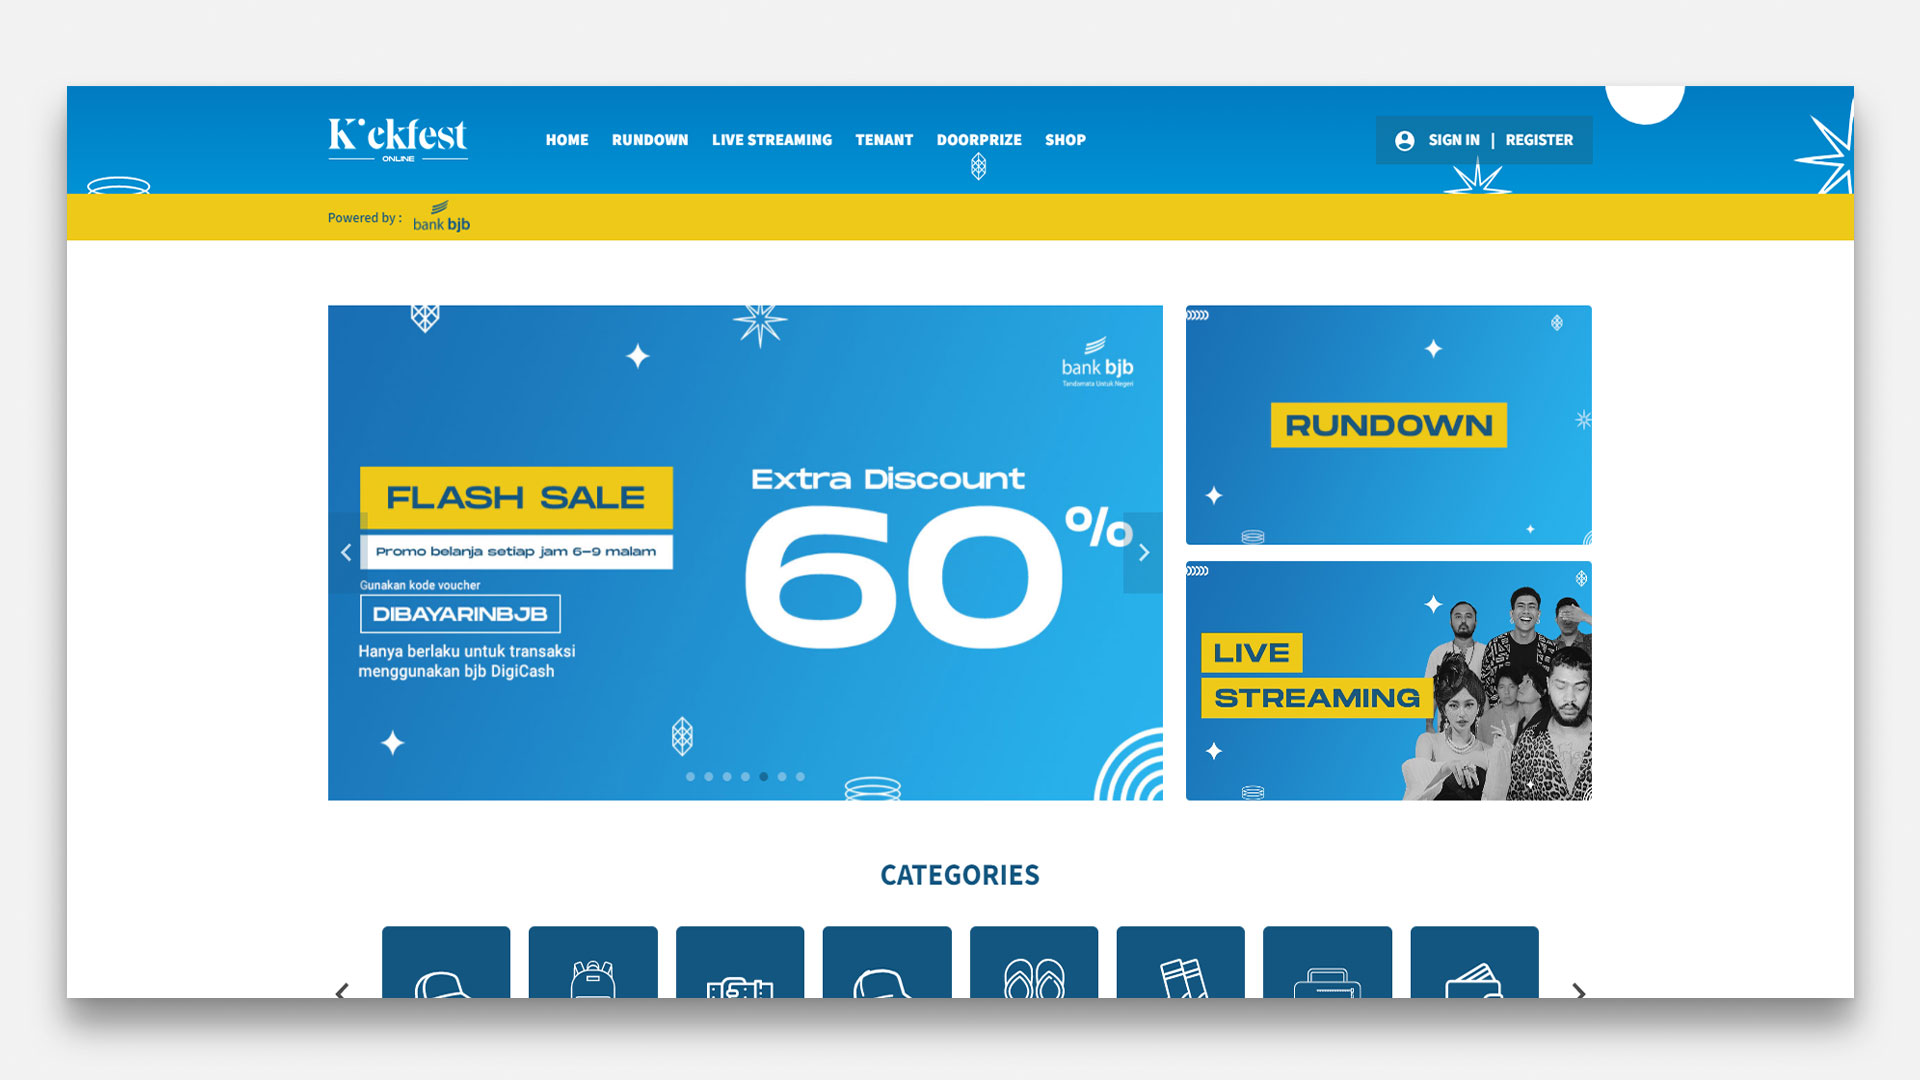 K•ckfest
ONLINE
HOME RUNDOWN LIVE STREAMING TENANT DOORPRIZE SHOP
SIGN IN | REGISTER
Powered by : bank bjb
bank bjb
Tandamata Untuk Negeri
FLASH SALE
Promo belanja setiap jam 6-9 malam
Gunakan kode voucher
DIBAYARINBJB
Hanya berlaku untuk transaksi
menggunakan bjb DigiCash
Extra Discount
60%
RUNDOWN
LIVE
STREAMING
CATEGORIES